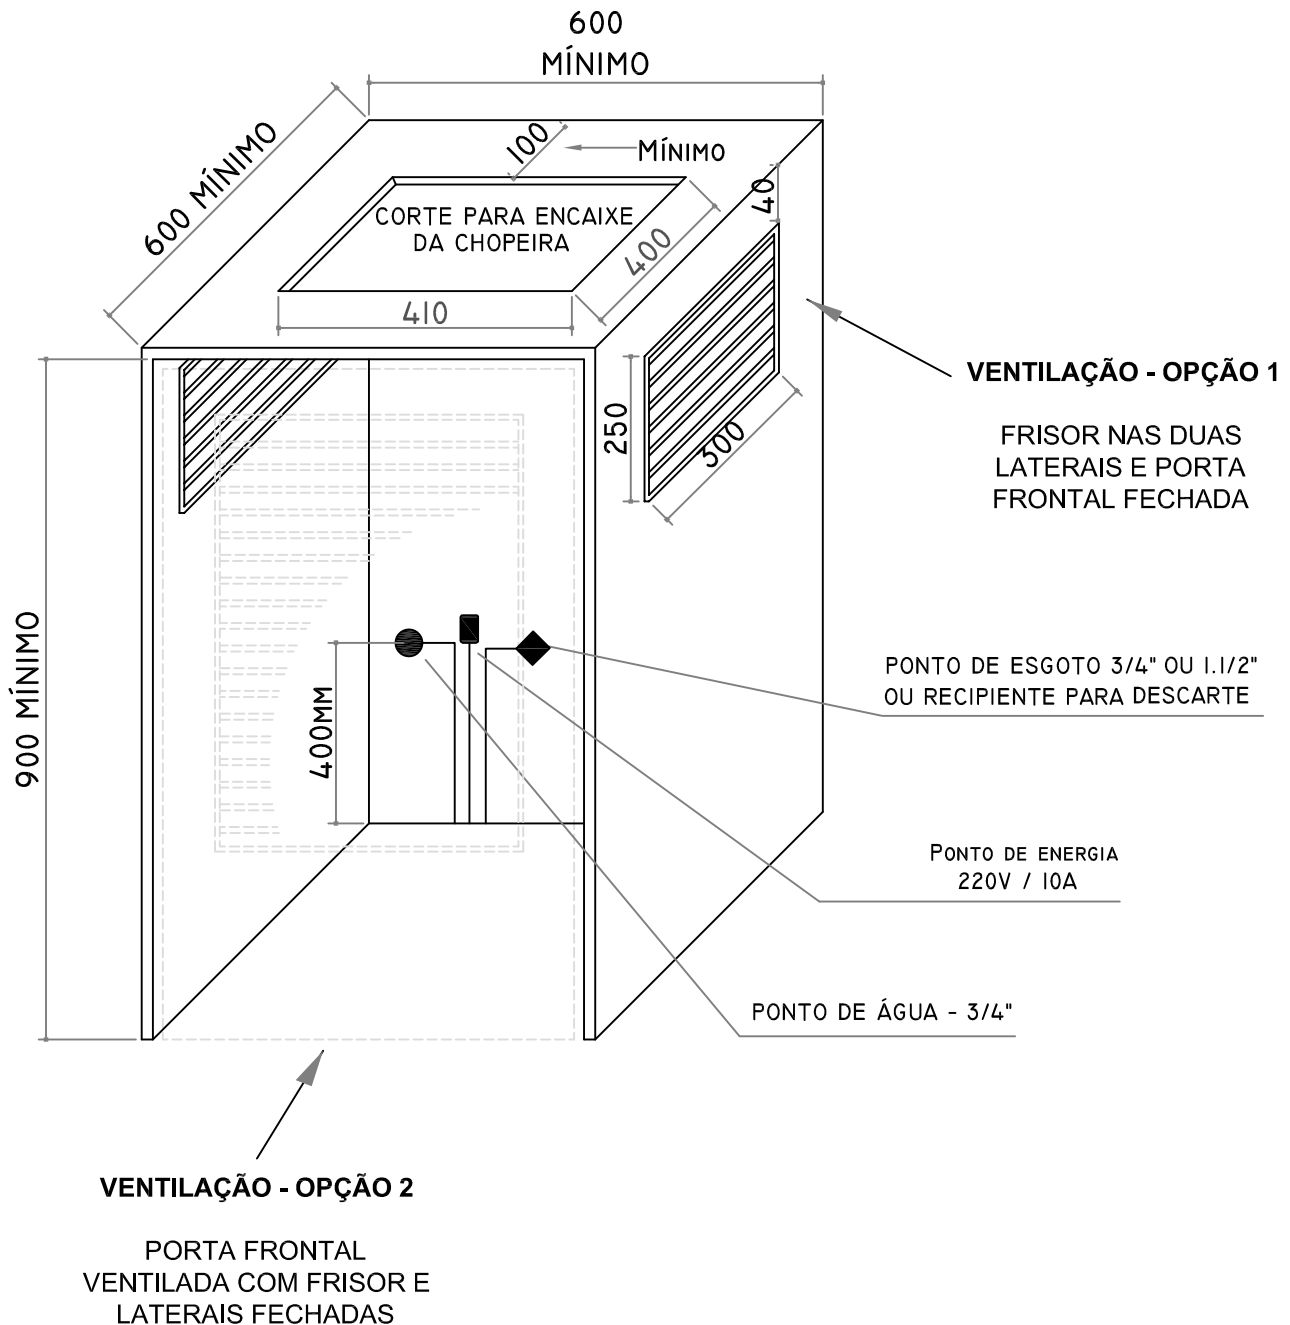 600
MÍNIMO
600 MÍNIMO
100
MÍNIMO
CORTE PARA ENCAIXE
DA CHOPEIRA
400
410
40
250
300
VENTILAÇÃO - OPÇÃO 1
FRISOR NAS DUAS
LATERAIS E PORTA
FRONTAL FECHADA
900 MÍNIMO
400MM
PONTO DE ESGOTO 3/4" OU 1.1/2"
OU RECIPIENTE PARA DESCARTE
PONTO DE ENERGIA
220V / 10A
PONTO DE ÁGUA - 3/4"
VENTILAÇÃO - OPÇÃO 2
PORTA FRONTAL
VENTILADA COM FRISOR E
LATERAIS FECHADAS